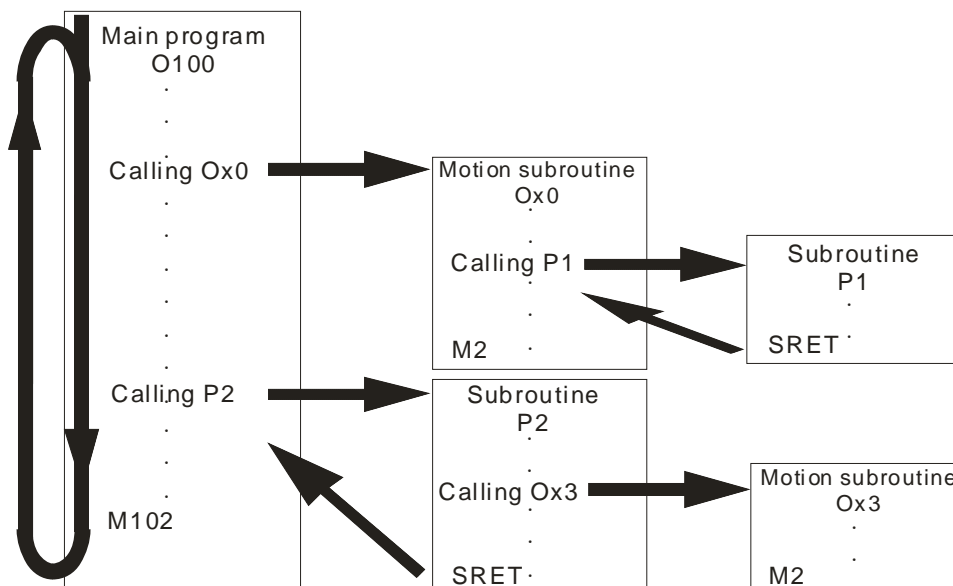 Main program
O100
Calling Ox0
Calling P2
M102
Motion subroutine
Ox0
Calling P1
M2
Subroutine
P1
SRET
Subroutine
P2
Calling Ox3
SRET
Motion subroutine
Ox3
M2